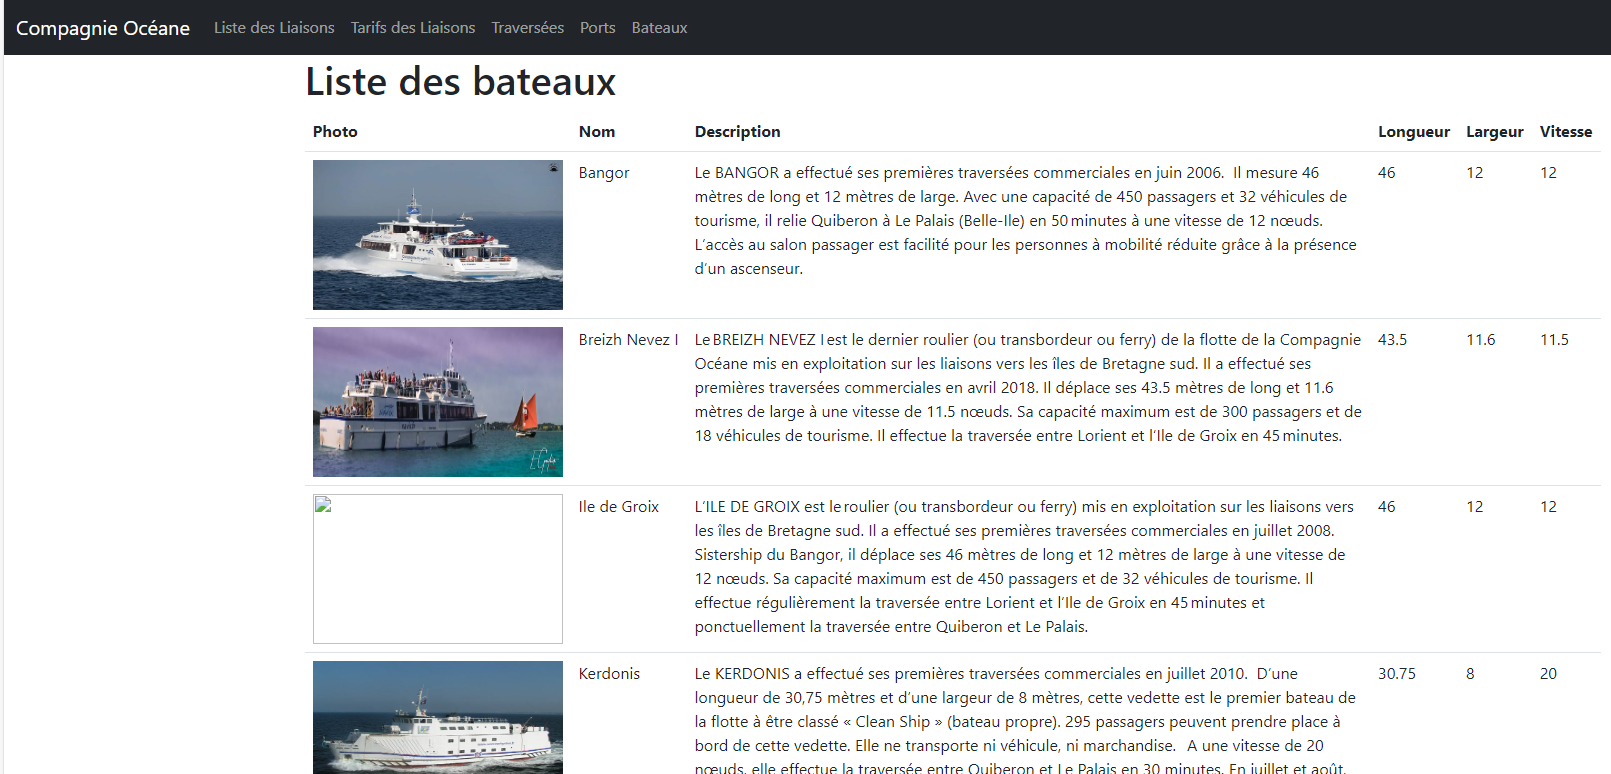 Compagnie Océane Liste des Liaisons Tarifs des Liaisons Traversées Ports Bateaux
Liste des bateaux
Photo Nom Description Longueur Largeur Vitesse
Bangor Le BANGOR a effectué ses premières traversées commerciales en juin 2006. Il mesure 46 46 12 12
mètres de long et 12 mètres de large. Avec une capacité de 450 passagers et 32 véhicules de
tourisme, il relie Quiberon à Le Palais (Belle-Ile) en 50 minutes à une vitesse de 12 nœuds.
L'accès au salon passager est facilité pour les personnes à mobilité réduite grâce à la présence
d'un ascenseur.
Breizh Nevez I Le BREIZH NEVEZ I est le dernier roulier (ou transbordeur ou ferry) de la flotte de la Compagnie 43.5 11.6 11.5
Océane mis en exploitation sur les liaisons vers les îles de Bretagne sud. Il a effectué ses
premières traversées commerciales en avril 2018. Il déplace ses 43.5 mètres de long et 11.6
mètres de large à une vitesse de 11.5 nœuds. Sa capacité maximum est de 300 passagers et de
18 véhicules de tourisme. Il effectue la traversée entre Lorient et l'Ile de Groix en 45 minutes.
Ile de Groix L'ILE DE GROIX est le roulier (ou transbordeur ou ferry) mis en exploitation sur les liaisons vers 46 12 12
les îles de Bretagne sud. Il a effectué ses premières traversées commerciales en juillet 2008.
Sistership du Bangor, il déplace ses 46 mètres de long et 12 mètres de large à une vitesse de
12 nœuds. Sa capacité maximum est de 450 passagers et de 32 véhicules de tourisme. Il
effectue régulièrement la traversée entre Lorient et l'Ile de Groix en 45 minutes et
ponctuellement la traversée entre Quiberon et Le Palais.
Kerdonis Le KERDONIS a effectué ses premières traversées commerciales en juillet 2010. D'une 30.75 8 20
longueur de 30,75 mètres et d'une largeur de 8 mètres, cette vedette est le premier bateau de
la flotte à être classé « Clean Ship » (bateau propre). 295 passagers peuvent prendre place à
bord de cette vedette. Elle ne transporte ni véhicule, ni marchandise. A une vitesse de 20
nœuds, elle effectue la traversée entre Quiberon et Le Palais en 30 minutes. En juillet et août,